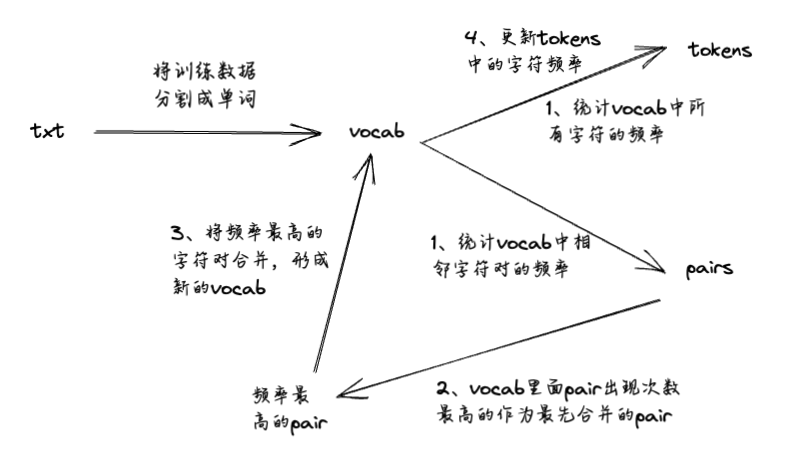 4、更新tokens
中的字符频率
tokens
将训练数据
分割成单词
1、统计vocab中所
有字符的频率
txt
vocab
3、将频率最高的
字符对合并，形成
新的vocab
1、统计vocab中相
邻字符对的频率
pairs
频率最
高的pair
2、vocab里面pair出现次数
最高的作为最先合并的pair